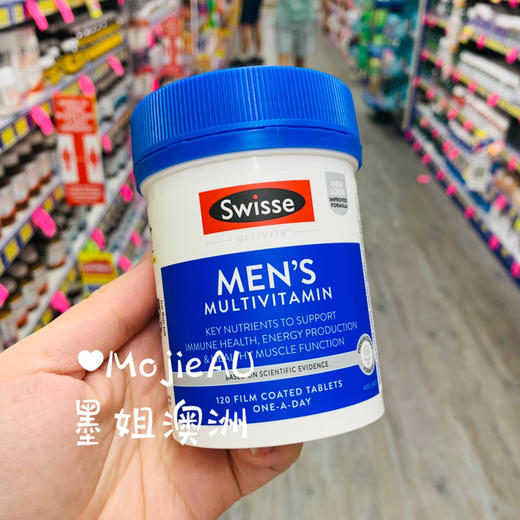 Swisse
ULTIVITE
NEW LOOK
IMPROVED FORMULA
MEN'S
MULTIVITAMIN
KEY NUTRIENTS TO SUPPORT
IMMUNE HEALTH, ENERGY PRODUCTION
& HEALTHY MUSCLE FUNCTION
BASED ON SCIENTIFIC EVIDENCE
120 FILM COATED TABLETS
ONE-A-DAY
♥MojieAU
墨姐澳洲